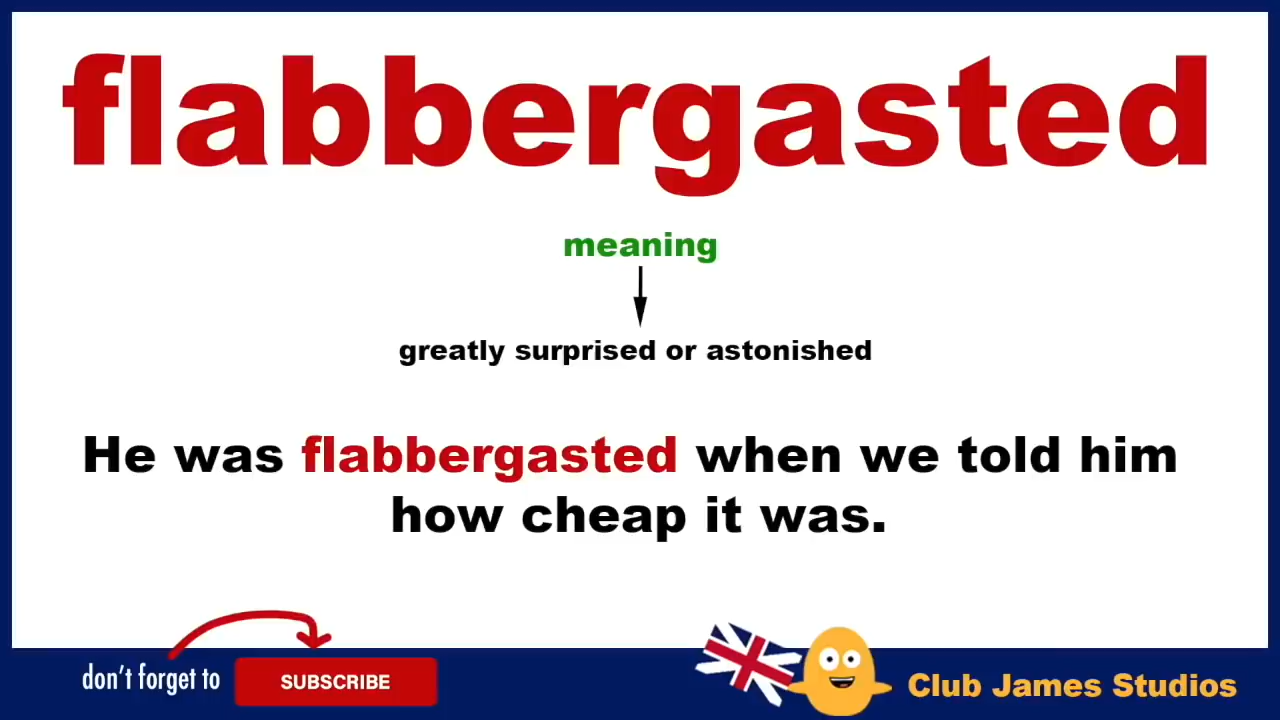 flabbergasted
meaning
greatly surprised or astonished
He was flabbergasted when we told him
how cheap it was.
don't forget to SUBSCRIBE
Club James Studios